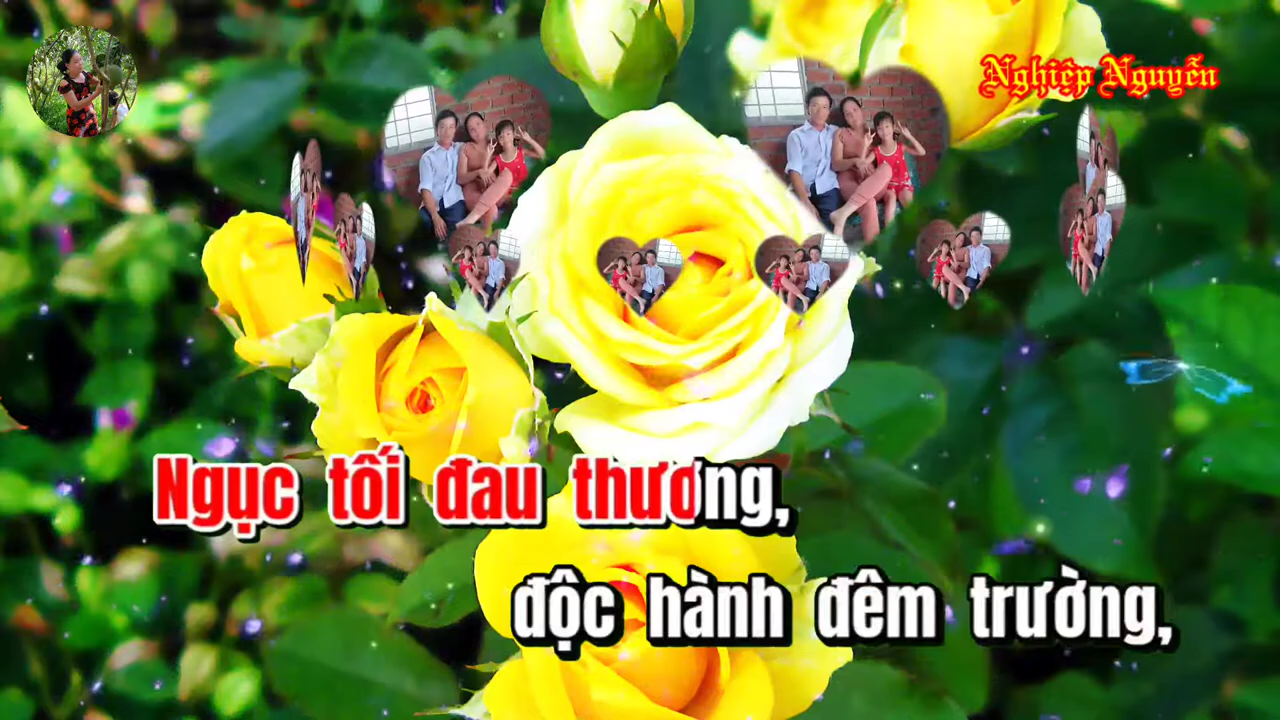 Nghiệp Nguyễn
Ngục tối đau thương,
độc hành đêm trường,